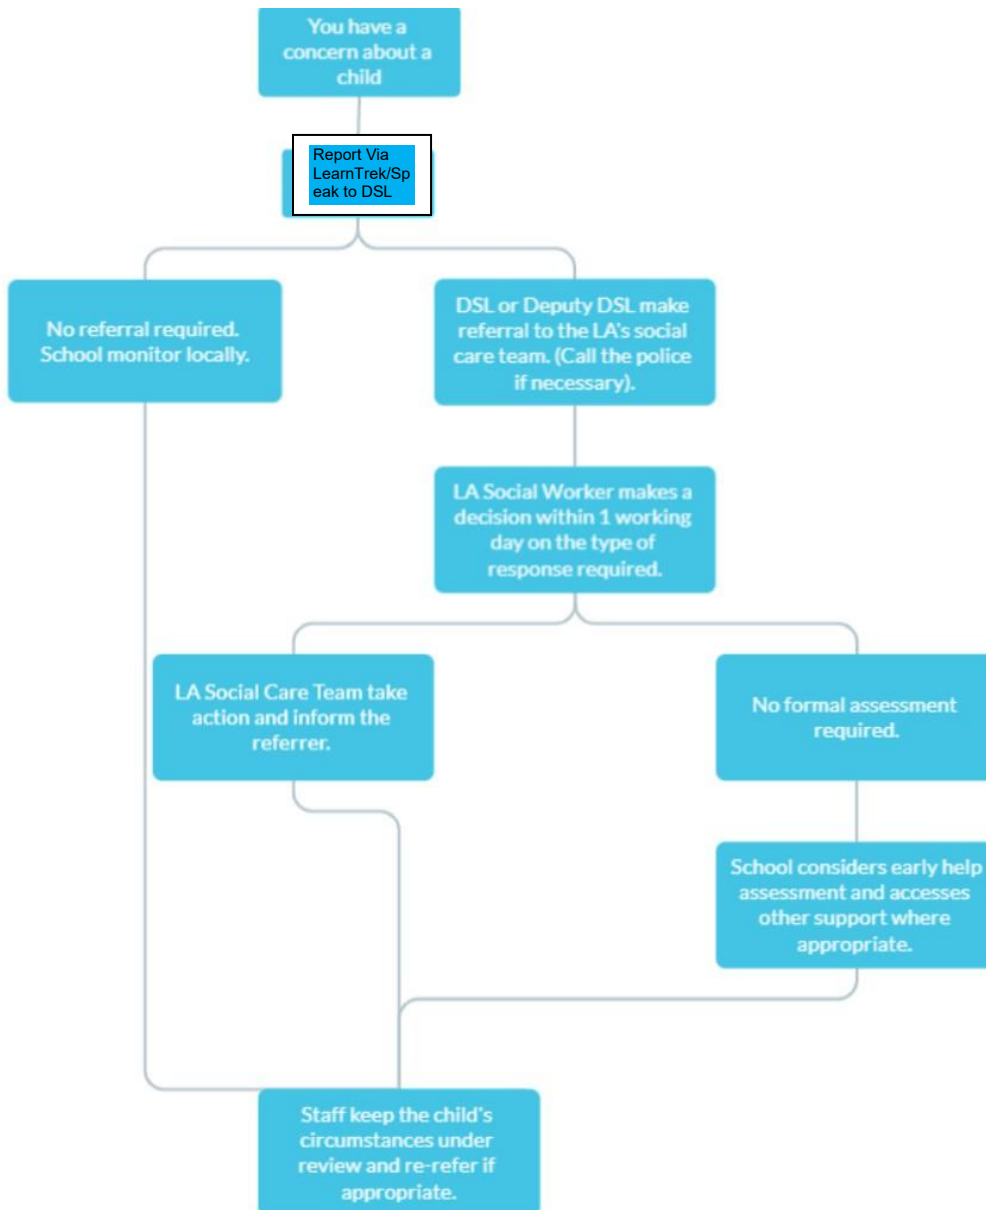 You have a
concern about a
child
Report Via
LearnTrek/Sp
eak to DSL
No referral required.
School monitor locally.
DSL or Deputy DSL make
referral to the LA's social
care team. (Call the police
if necessary).
LA Social Worker makes a
decision within 1 working
day on the type of
response required.
LA Social Care Team take
action and inform the
referrer.
No formal assessment
required.
School considers early help
assessment and accesses
other support where
appropriate.
Staff keep the child's
circumstances under
review and re-refer if
appropriate.